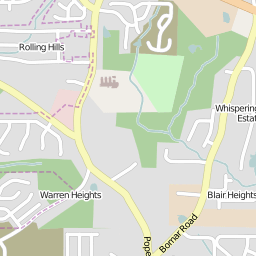 Rolling Hills
Whispering
Estat
Warren Heights
Blair Heights
Bomar Road
Pope